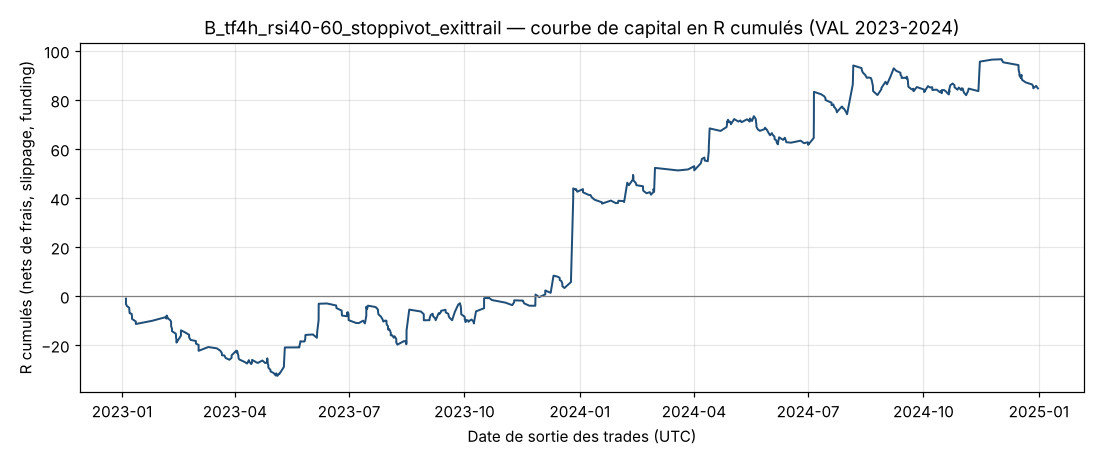 B_tf4h_rsi40-60_stoppivot_exittrail — courbe de capital en R cumulés (VAL 2023-2024)
R cumulés (nets de frais, slippage, funding)
100
80
60
40
20
0
−20
2023-01 2023-04 2023-07 2023-10 2024-01 2024-04 2024-07 2024-10 2025-01
Date de sortie des trades (UTC)